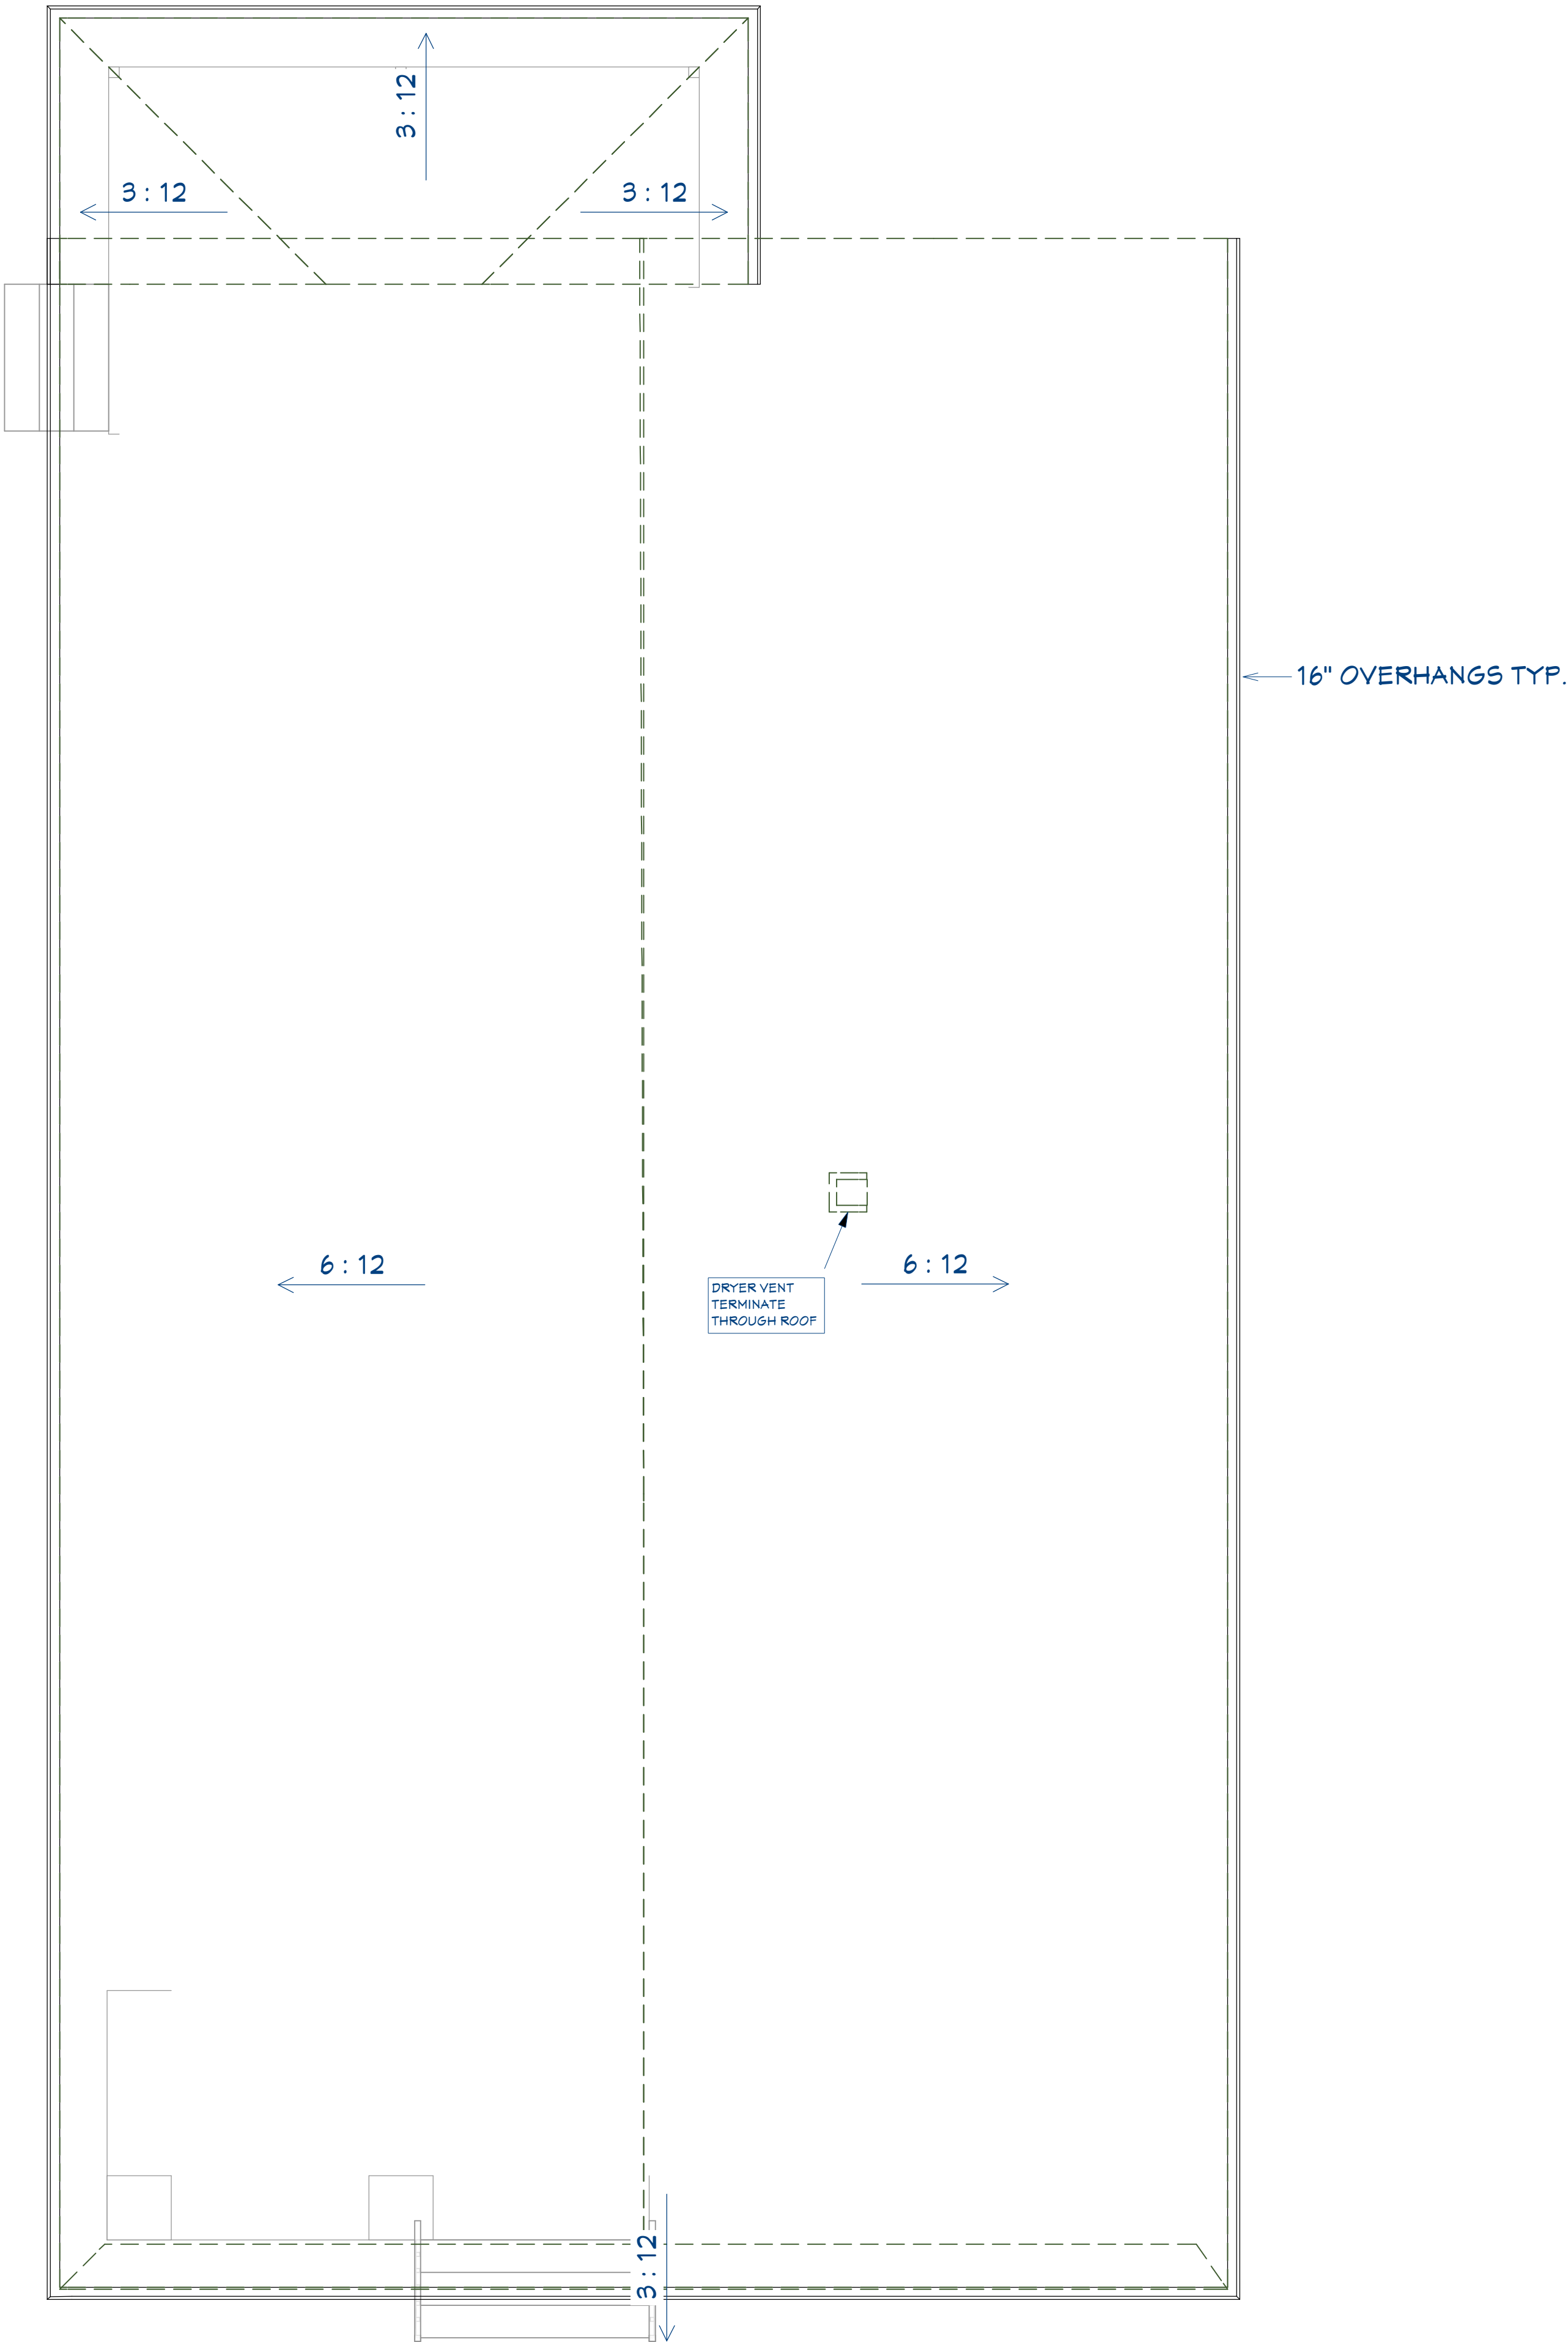 3 : 12
3 : 12
3 : 12
16" OVERHANGS TYP.
6 : 12
6 : 12
DRYER VENT
TERMINATE
THROUGH ROOF
3 : 12